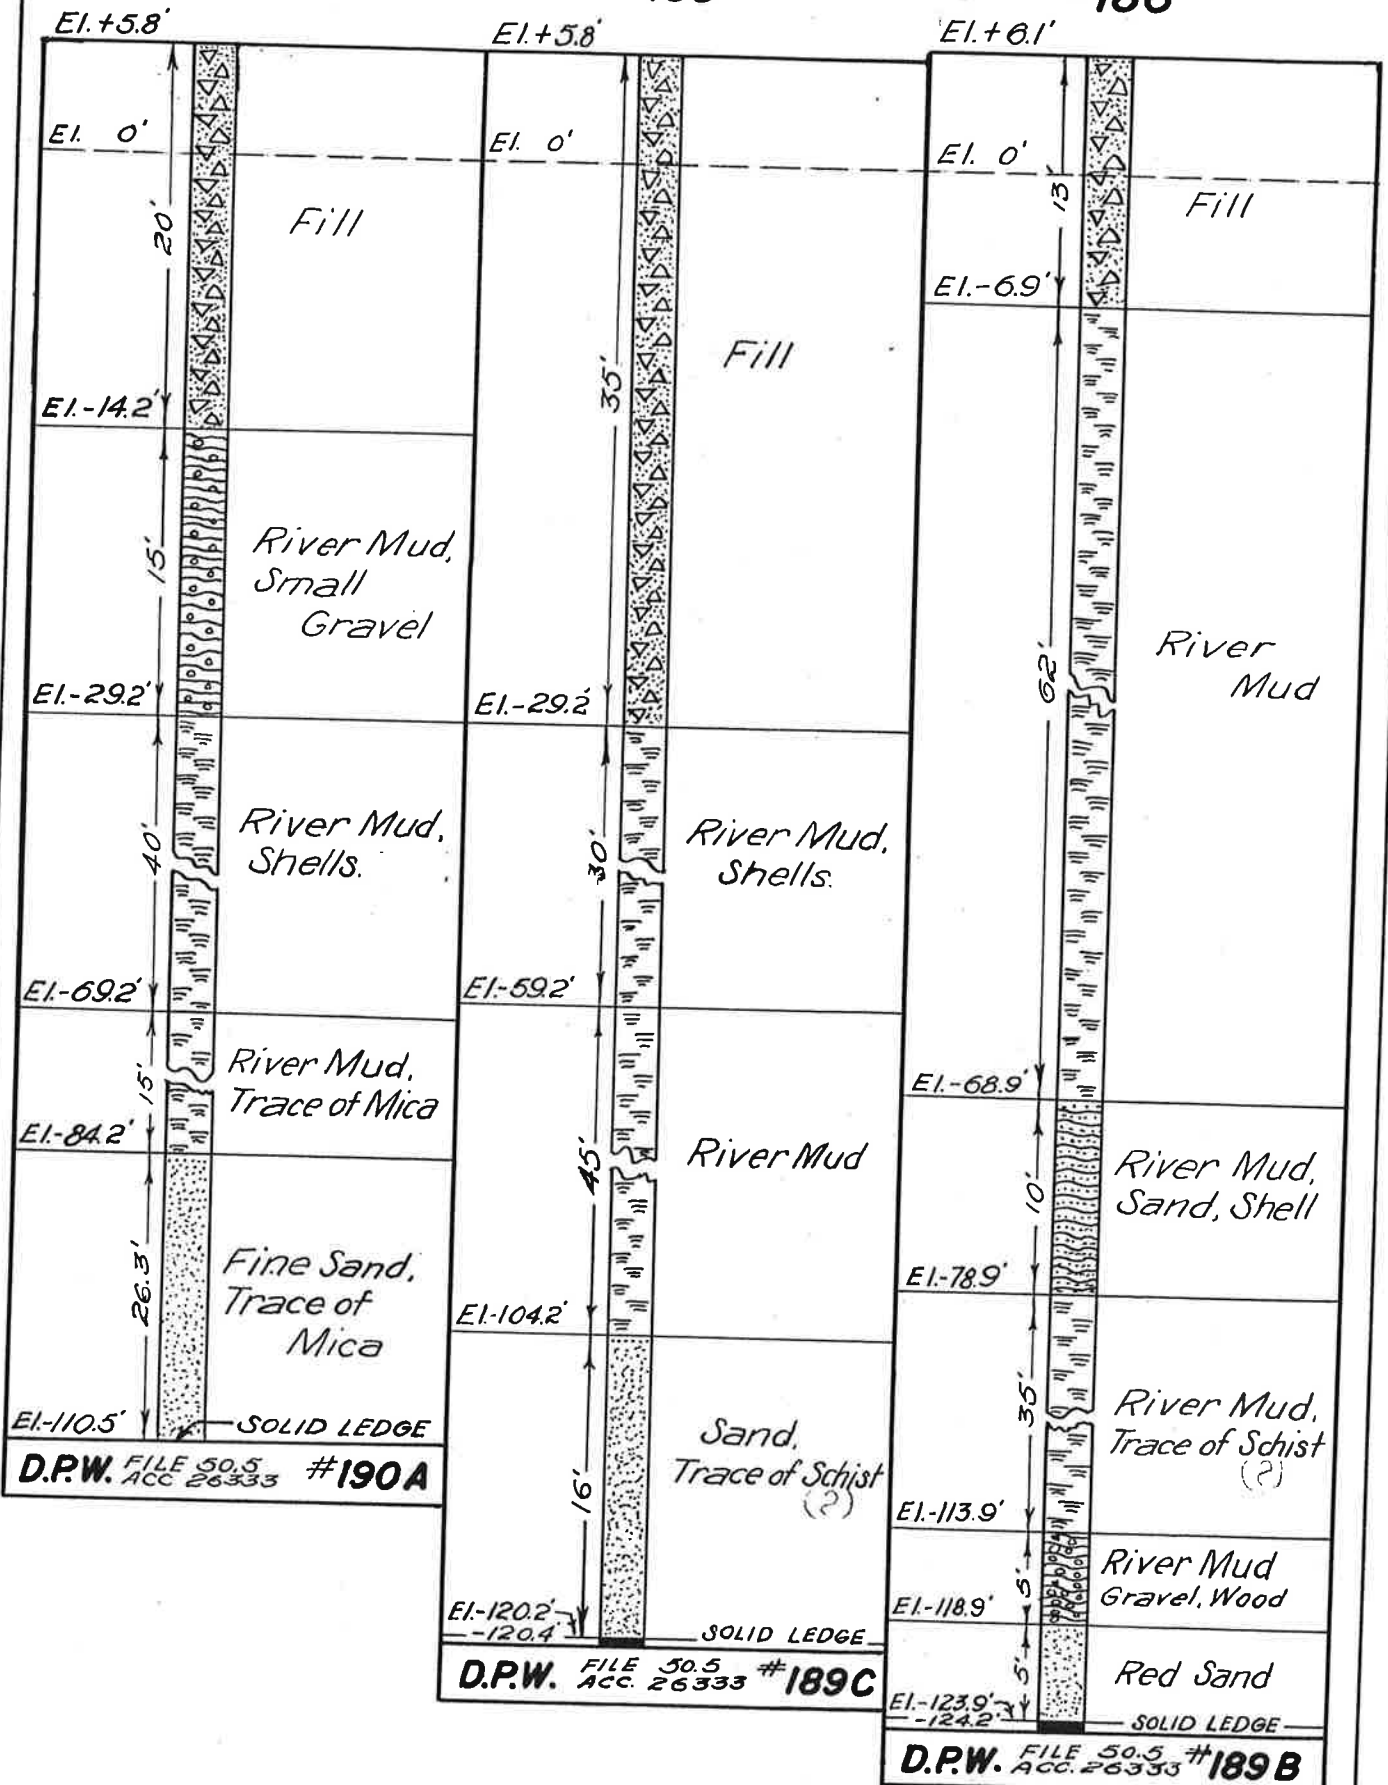 El.+5.8'
El. 0'
20'
Fill
El.-14.2'
15'
River Mud,
Small
Gravel
El.-29.2'
40'
River Mud,
Shells.
El.-69.2'
15'
River Mud,
Trace of Mica
El.-84.2'
26.3'
Fine Sand,
Trace of
Mica
El.-110.5'
SOLID LEDGE
D.P.W. FILE 50.5 #190A
ACC 26333
El.+5.8'
El. 0'
35'
Fill
El.-29.2'
30'
River Mud,
Shells.
El.-59.2'
45'
River Mud
El.-104.2'
16'
Sand,
Trace of Schist
(?)
El.-120.2'
-120.4'
SOLID LEDGE
D.P.W. FILE 50.5 #189C
ACC. 26333
El.+6.1'
El. 0'
13'
Fill
El.-6.9'
62'
River
Mud
El.-68.9'
10'
River Mud,
Sand, Shell
El.-78.9'
35'
River Mud,
Trace of Schist
(?)
El.-113.9'
5'
River Mud
Gravel, Wood
El.-118.9'
5'
Red Sand
El.-123.9'
-124.2'
SOLID LEDGE
D.P.W. FILE 50.5 #189B
ACC. 26333